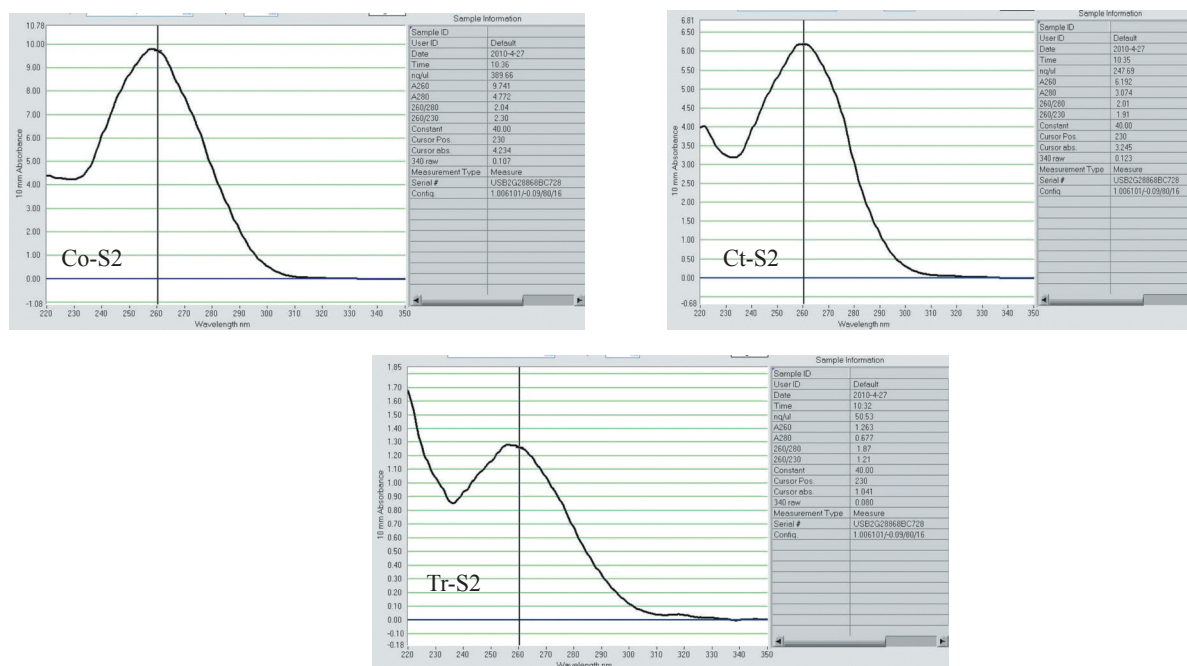 Sample Information
10.78
10.00
9.00
8.00
7.00
6.00
5.00
4.00
3.00
2.00
1.00
0.00
-1.08
10 mm Absorbance
220 230 240 250 260 270 280 290 300 310 320 330 340 350
Wavelength nm
Co-S2
Sample ID
User ID Default
Date 2010-4-27
Time 10:36
ng/ul 389.66
A260 9.741
A280 4.772
260/280 2.04
260/230 2.30
Constant 40.00
Cursor Pos. 230
Cursor abs. 4.234
340 raw 0.107
Measurement Type Measure
Serial # USB2G28868BC728
Config. 1.006101/-0.09/80/16
Sample Information
6.81
6.50
6.00
5.50
5.00
4.50
4.00
3.50
3.00
2.50
2.00
1.50
1.00
0.50
0.00
-0.68
10 mm Absorbance
220 230 240 250 260 270 280 290 300 310 320 330 340 350
Wavelength nm
Ct-S2
Sample ID
User ID Default
Date 2010-4-27
Time 10:35
ng/ul 247.69
A260 6.192
A280 3.074
260/280 2.01
260/230 1.91
Constant 40.00
Cursor Pos. 230
Cursor abs. 3.245
340 raw 0.123
Measurement Type Measure
Serial # USB2G28868BC728
Config. 1.006101/-0.09/80/16
Sample Information
1.85
1.70
1.60
1.50
1.40
1.30
1.20
1.10
1.00
0.90
0.80
0.70
0.60
0.50
0.40
0.30
0.20
0.10
0.00
-0.10
-0.18
10 mm Absorbance
220 230 240 250 260 270 280 290 300 310 320 330 340 350
Wavelength nm
Tr-S2
Sample ID
User ID Default
Date 2010-4-27
Time 10:32
ng/ul 50.53
A260 1.263
A280 0.677
260/280 1.87
260/230 1.21
Constant 40.00
Cursor Pos. 230
Cursor abs. 1.041
340 raw 0.080
Measurement Type Measure
Serial # USB2G28868BC728
Config. 1.006101/-0.09/80/16